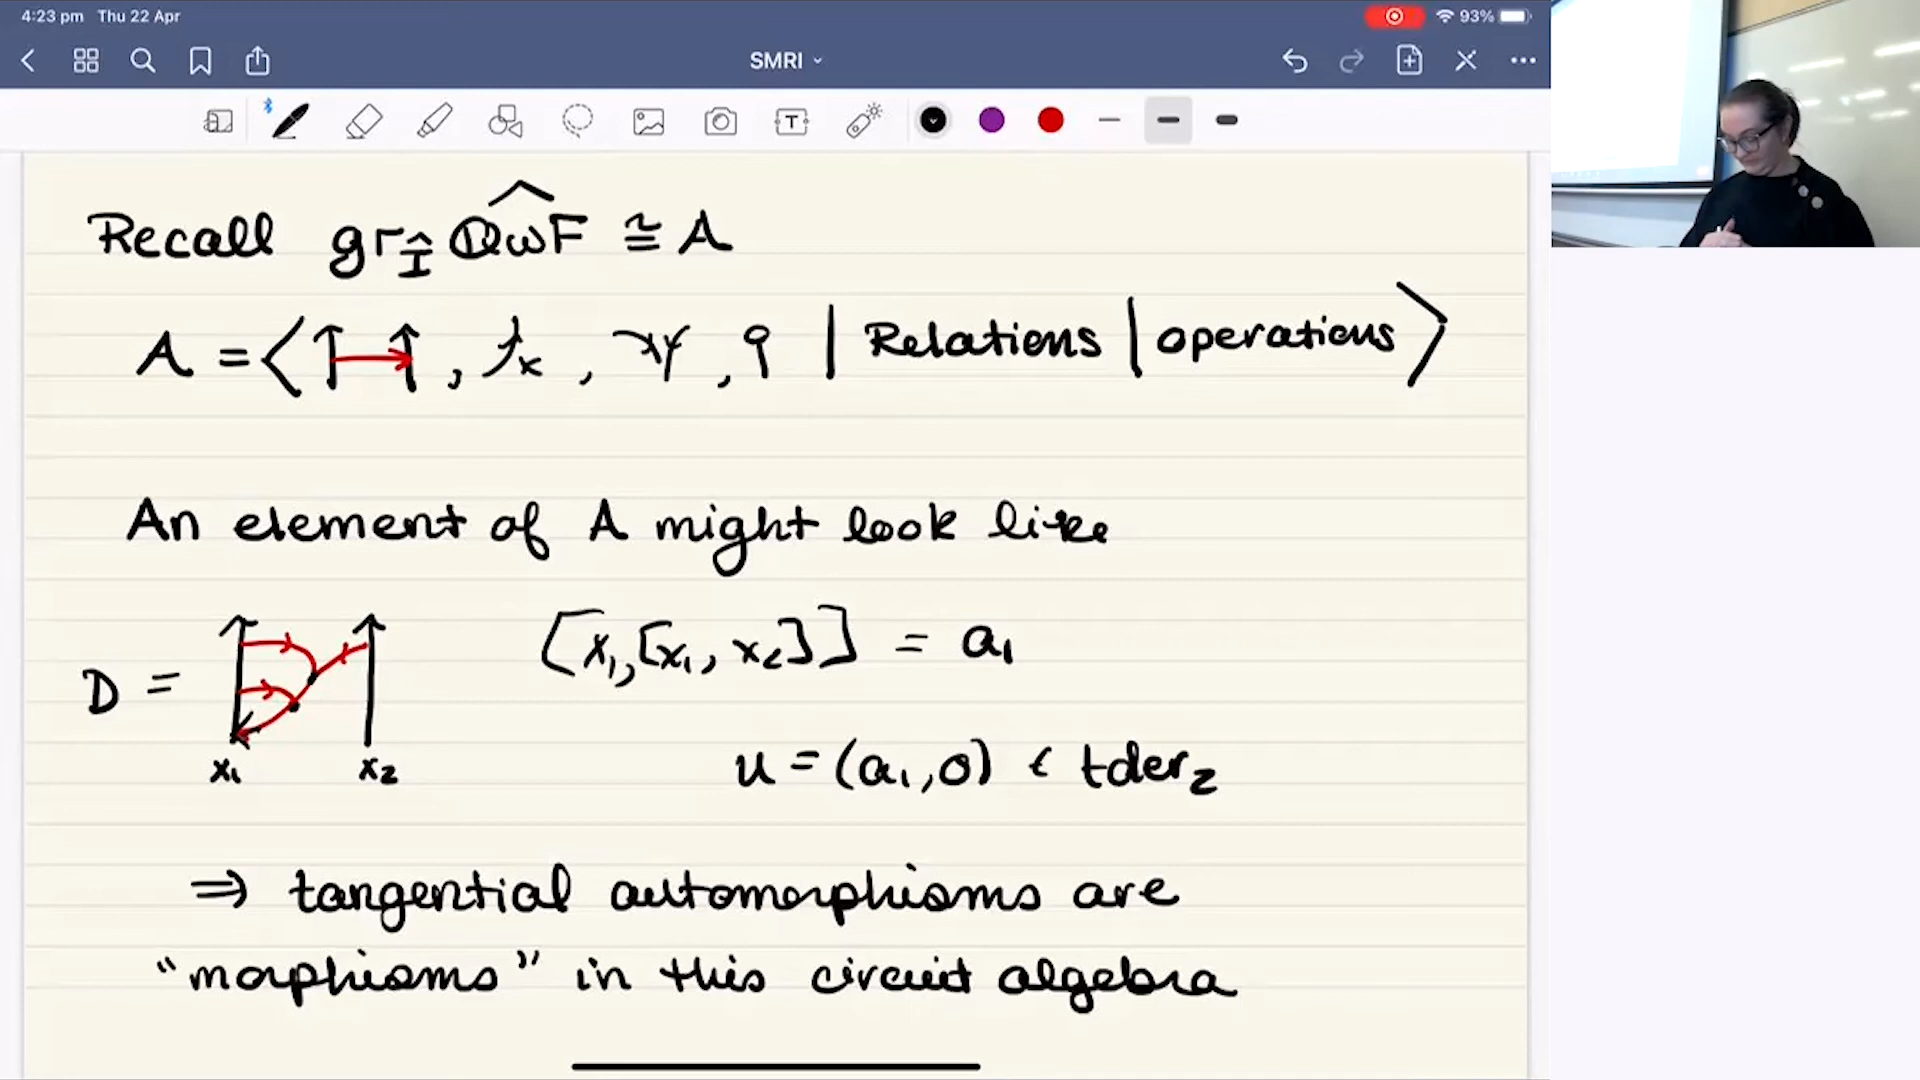 4:23 pm Thu 22 Apr
93%
SMRI
T
Recall gr_Î \widehat{QwF} ≅ A
A = < , , , | Relations | operations >
An element of A might look like
D =
x₁ x₂
[x₁,[x₁, x₂]] = a₁
u = (a₁,0) ∈ tder₂
⇒ tangential automorphisms are
"morphisms" in this circuit algebra